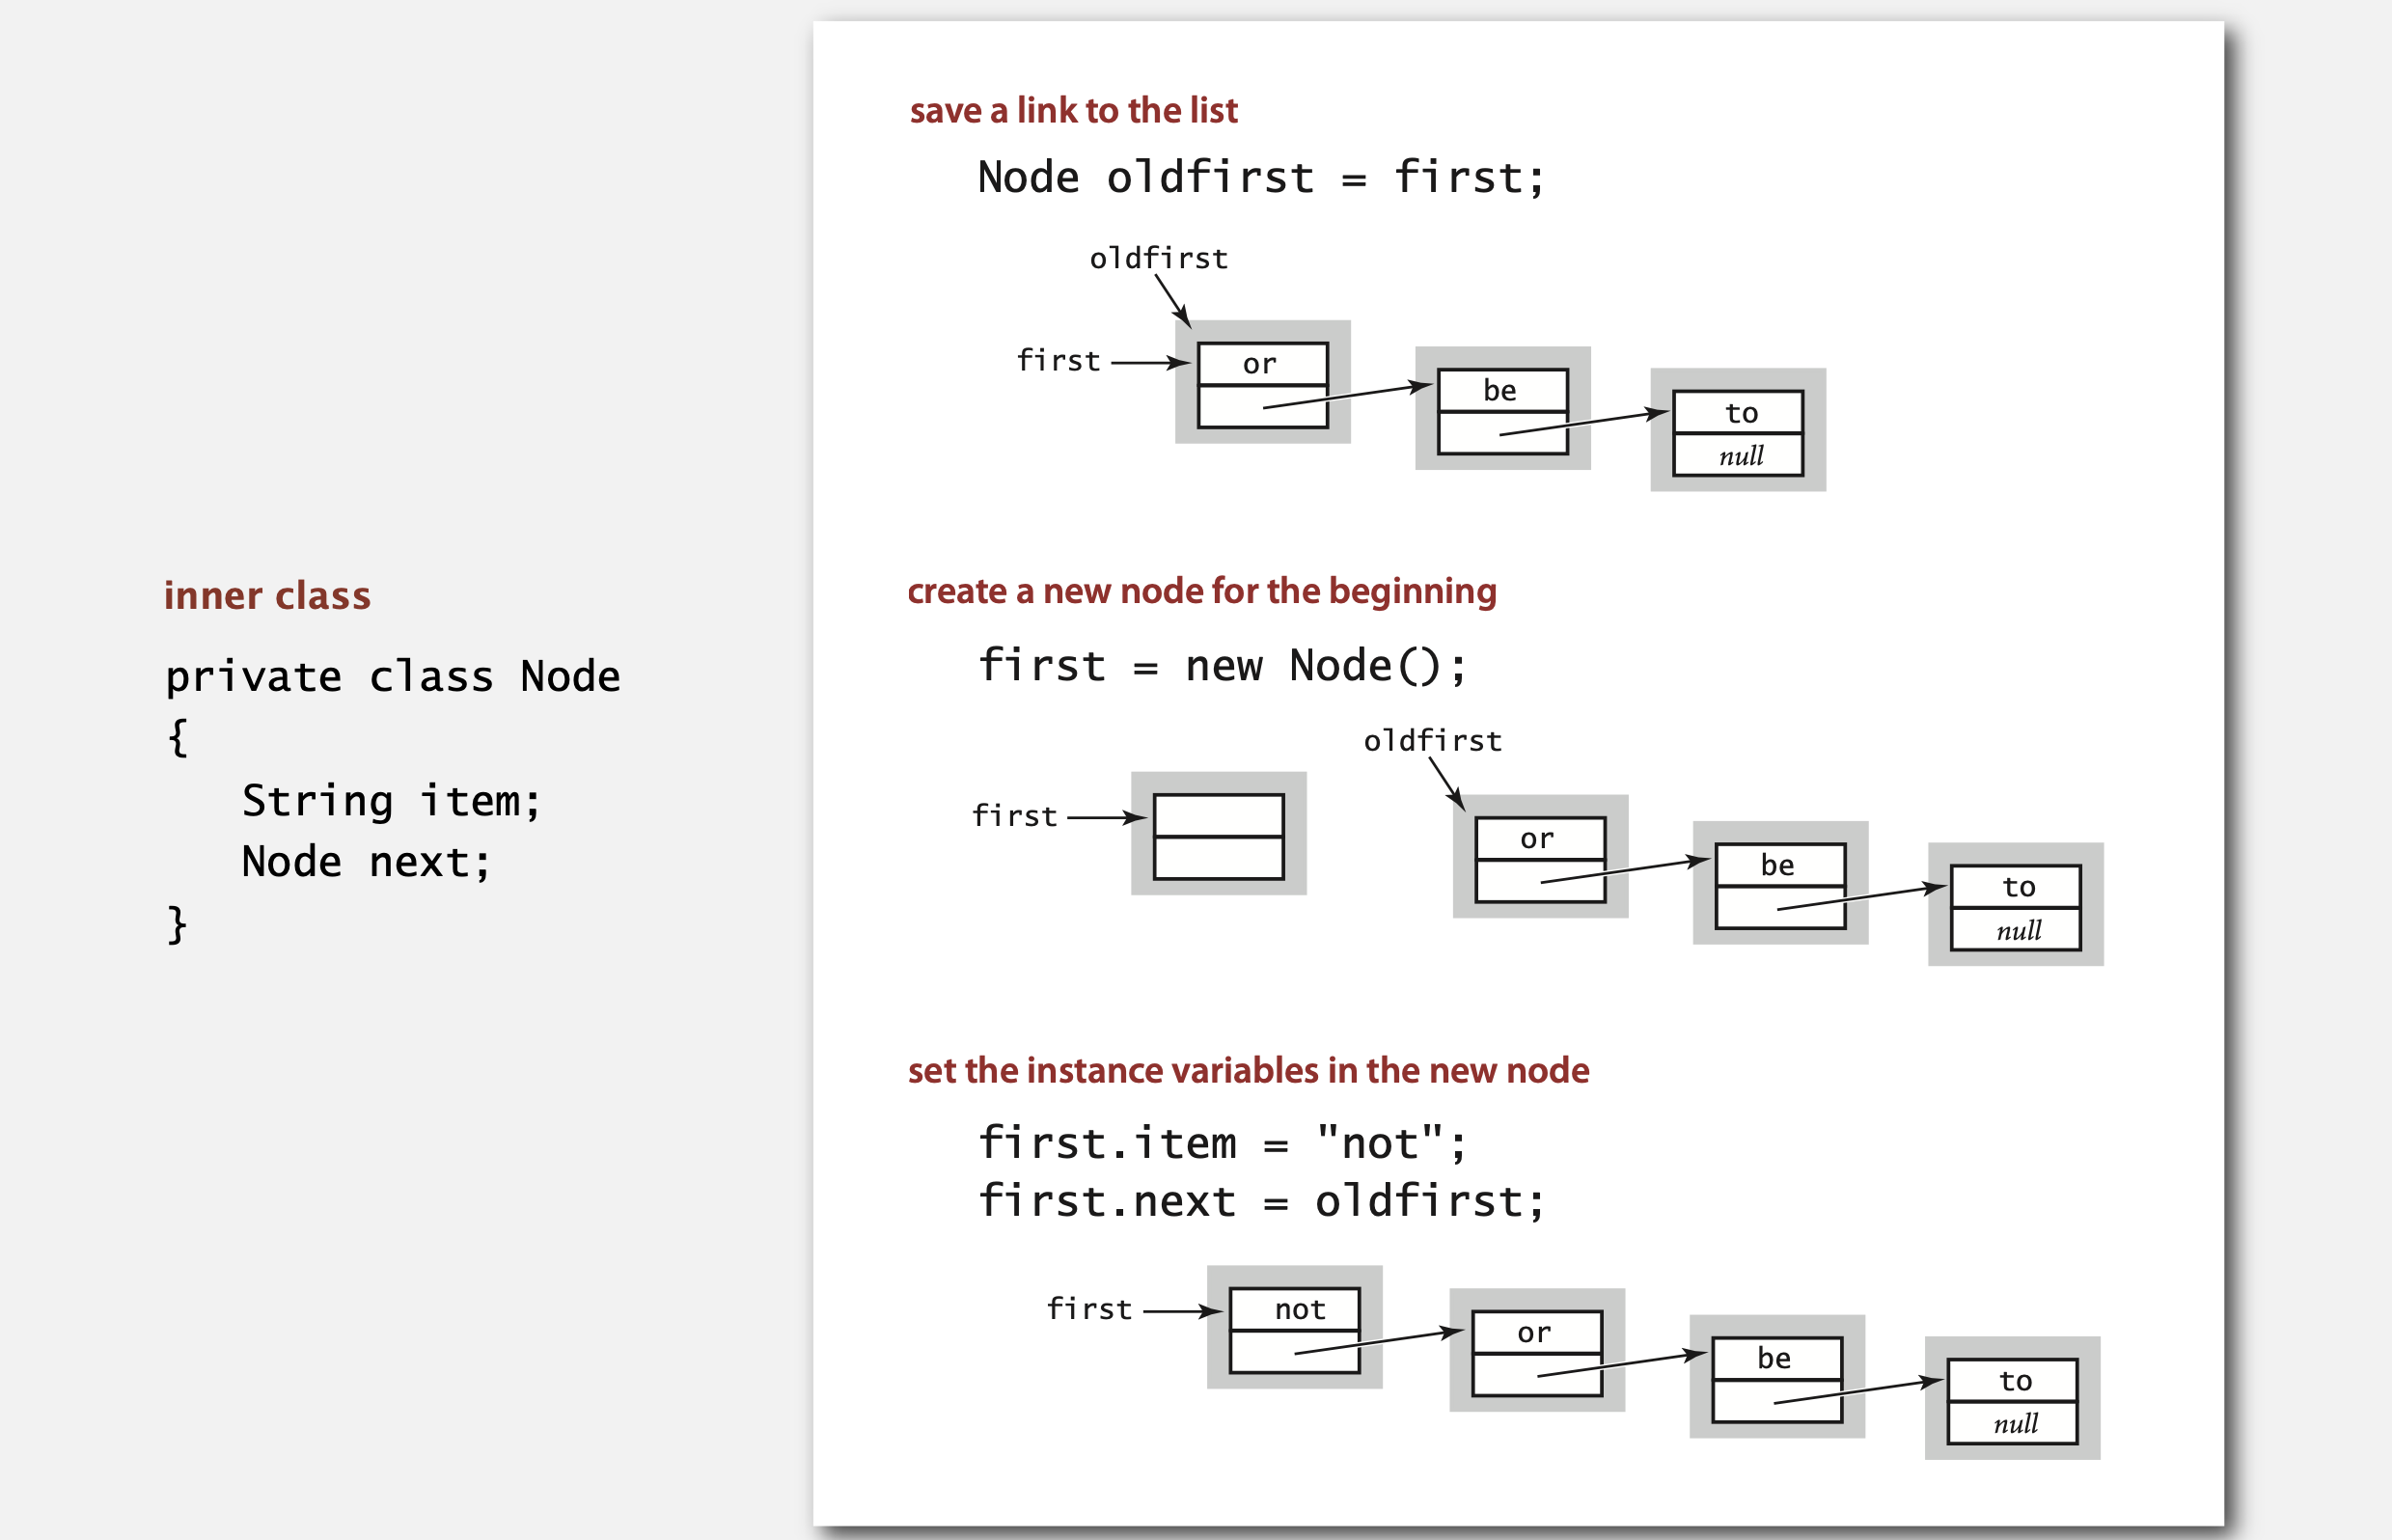 inner class
private class Node
{
String item;
Node next;
}
save a link to the list
Node oldfirst = first;
oldfirst
first
or
be
to
null
create a new node for the beginning
first = new Node();
oldfirst
first
or
be
to
null
set the instance variables in the new node
first.item = "not";
first.next = oldfirst;
first
not
or
be
to
null